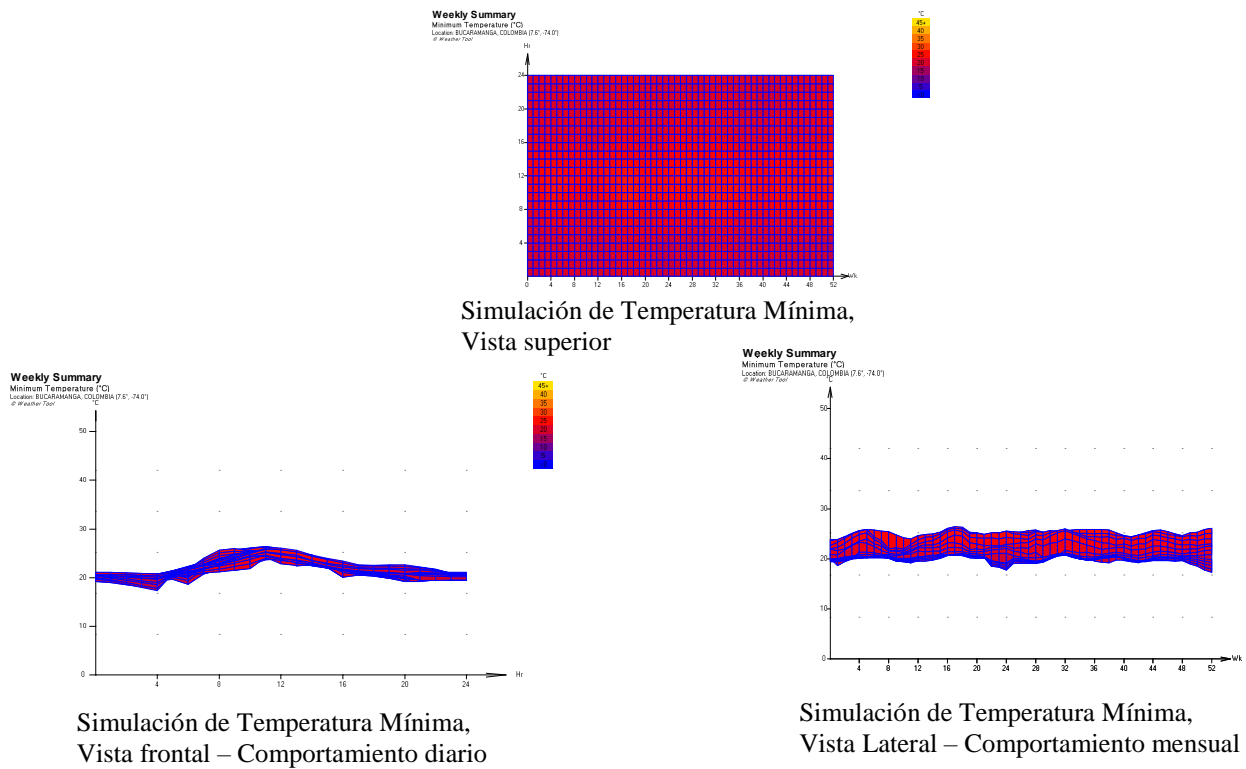 Weekly Summary
Minimum Temperature (°C)
Location: BUCARAMANGA, COLOMBIA (7.6°, -74.0°)
© Weather Tool
Hr
24
20
16
12
8
4
0 4 8 12 16 20 24 28 32 36 40 44 48 52
Wk
°C
45+
40
35
30
25
20
15
10
Simulación de Temperatura Mínima,
Vista superior
Weekly Summary
Minimum Temperature (°C)
Location: BUCARAMANGA, COLOMBIA (7.6°, -74.0°)
© Weather Tool
°C
50
40
30
20
10
0
4 8 12 16 20 24
Hr
°C
45+
40
35
30
25
20
15
10
Simulación de Temperatura Mínima,
Vista frontal – Comportamiento diario
Weekly Summary
Minimum Temperature (°C)
Location: BUCARAMANGA, COLOMBIA (7.6°, -74.0°)
© Weather Tool
°C
50
40
30
20
10
0
4 8 12 16 20 24 28 32 36 40 44 48 52
Wk
Simulación de Temperatura Mínima,
Vista Lateral – Comportamiento mensual